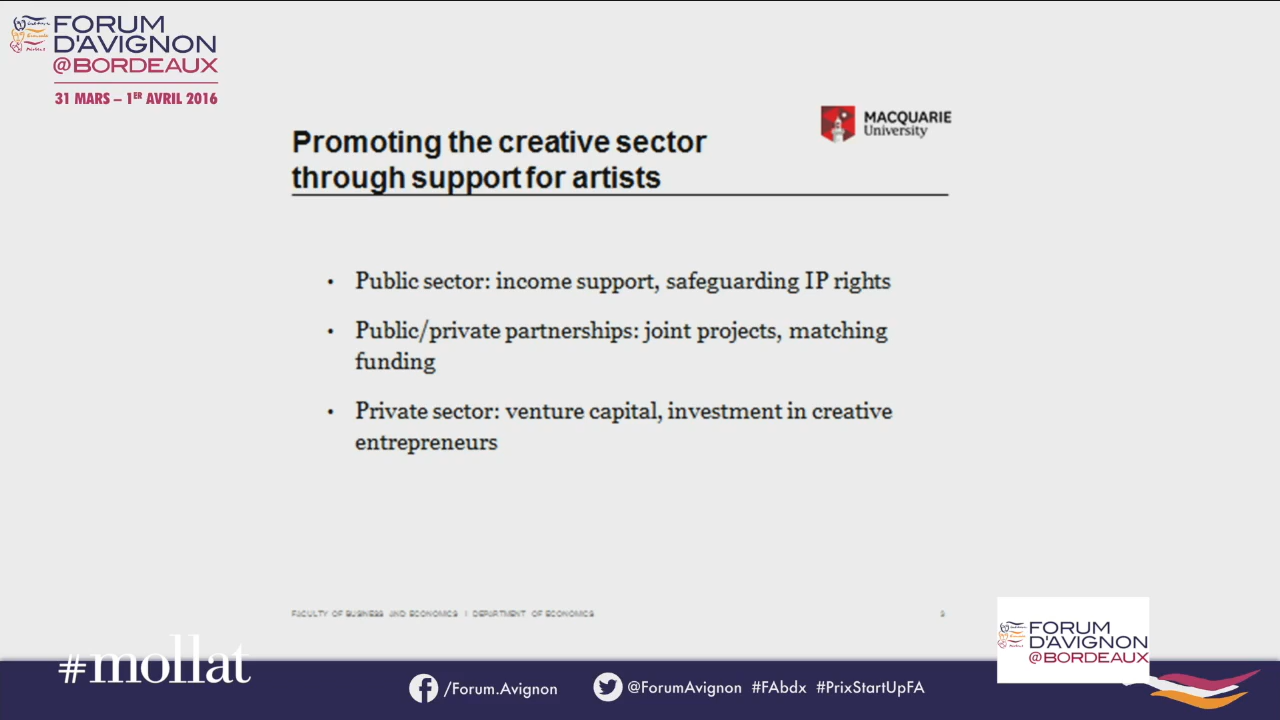 FORUM
D'AVIGNON
@BORDEAUX
31 MARS – 1ER AVRIL 2016
MACQUARIE
University
Promoting the creative sector
through support for artists
• Public sector: income support, safeguarding IP rights
• Public/private partnerships: joint projects, matching
funding
• Private sector: venture capital, investment in creative
entrepreneurs
FACULTY OF BUSINESS AND ECONOMICS | DEPARTMENT OF ECONOMICS
FORUM
D'AVIGNON
@BORDEAUX
#mollat
/Forum.Avignon
@ForumAvignon #FAbdx #PrixStartUpFA